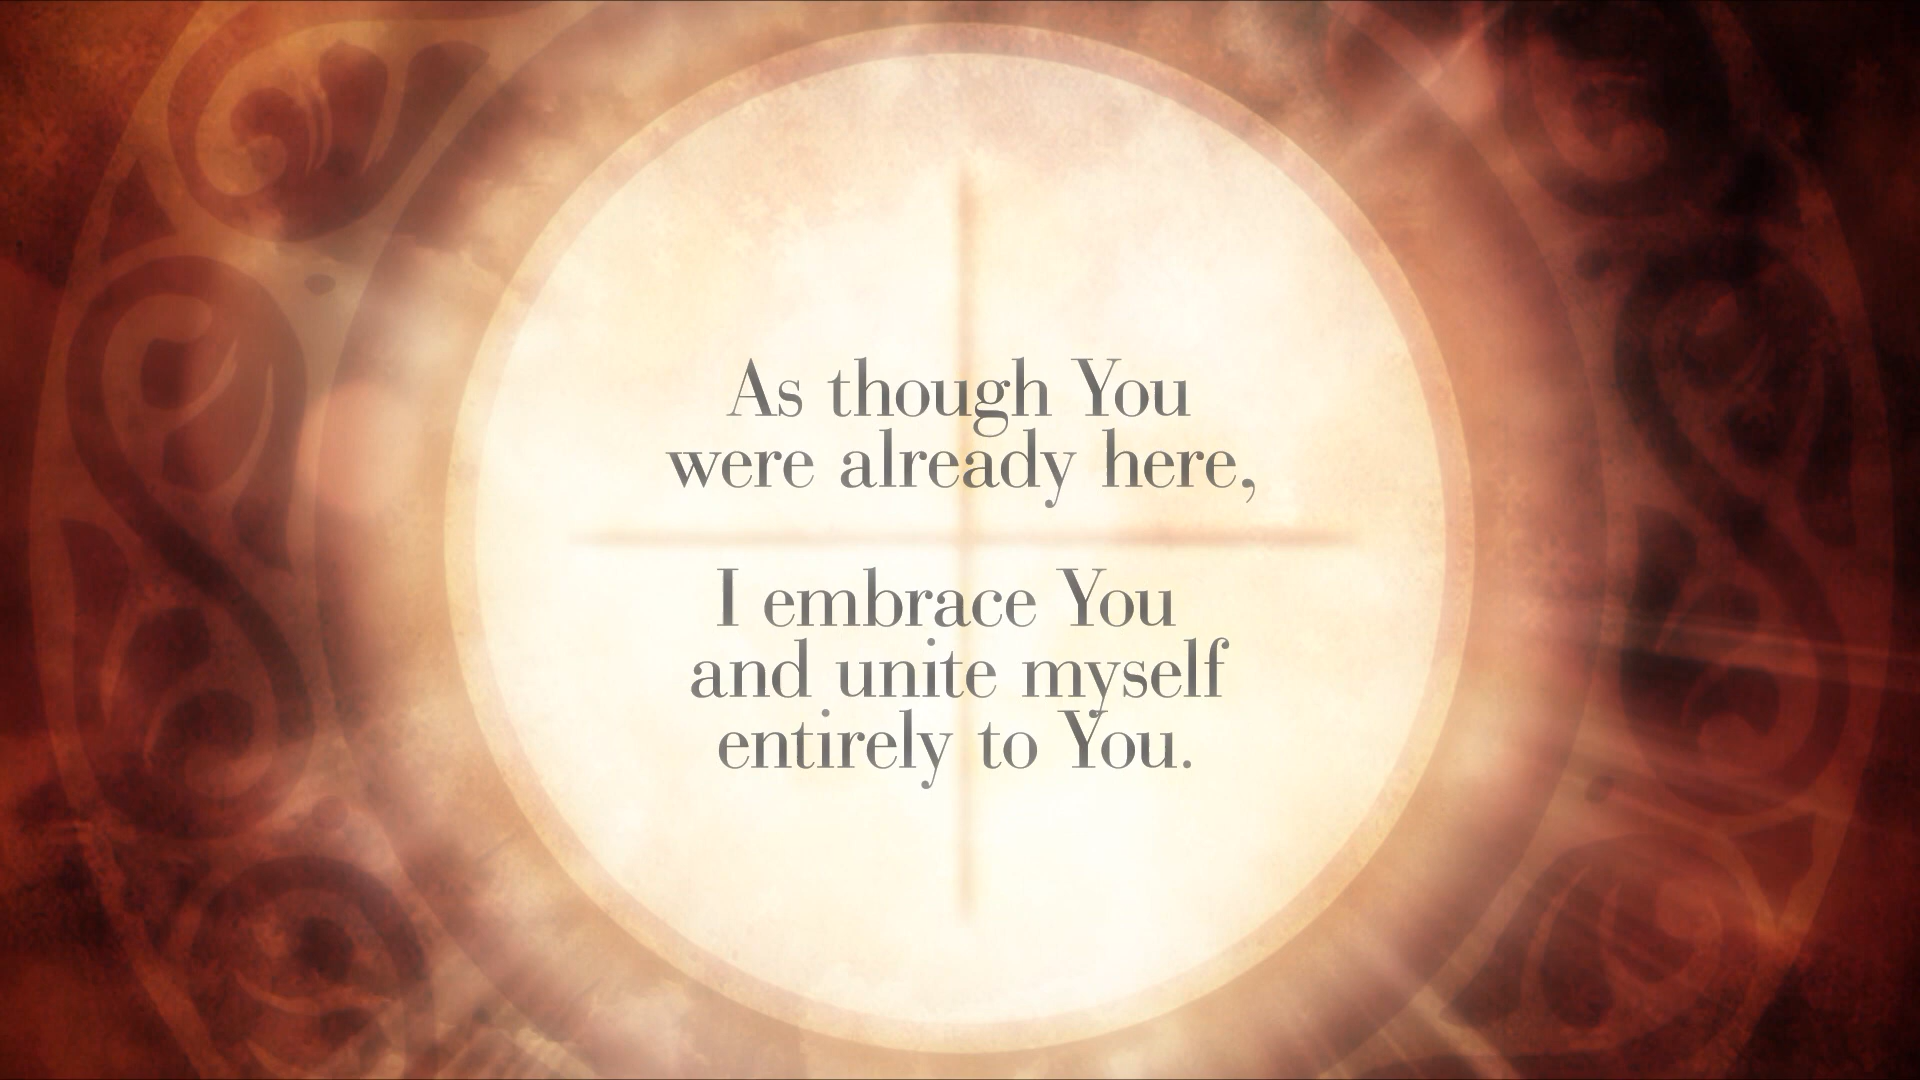 As though You
were already here,
I embrace You
and unite myself
entirely to You.